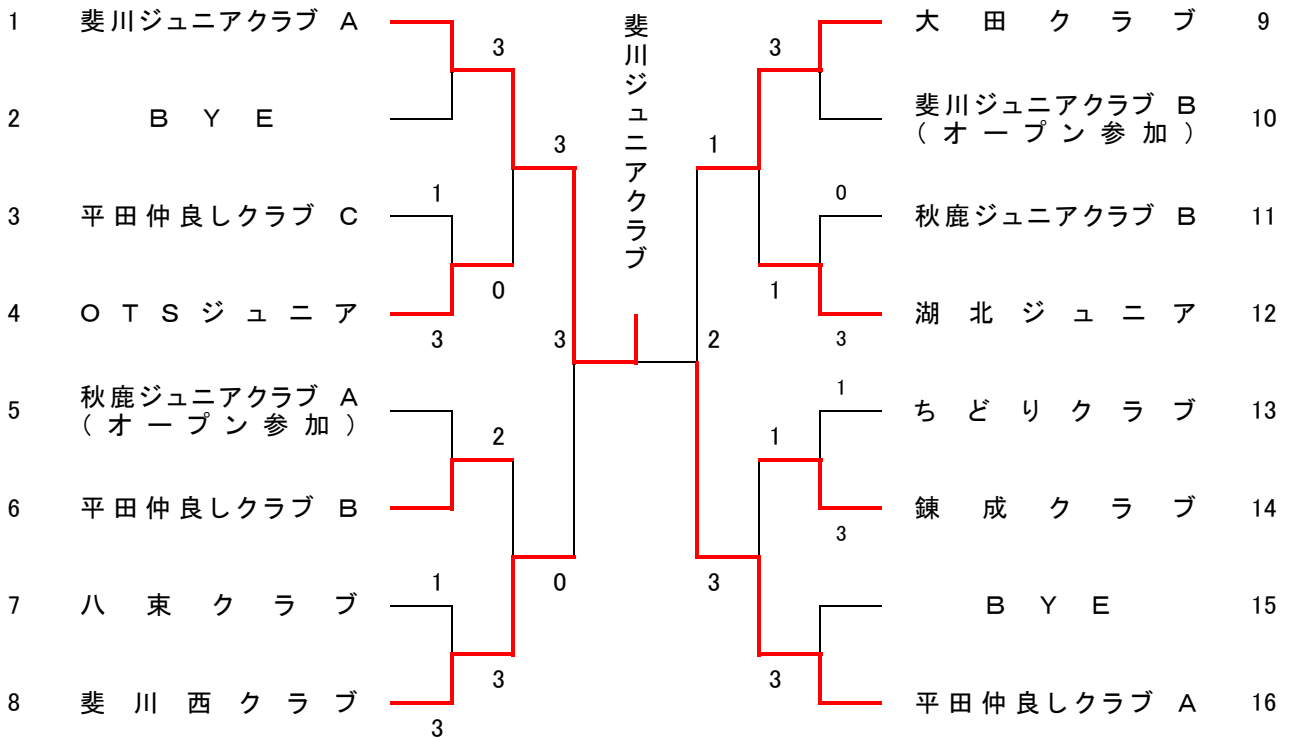 1 斐川ジュニアクラブ A
3
2 BYE
3
1
3 平田仲良しクラブ C
0
4 OTSジュニア
3
3
5 秋鹿ジュニアクラブ A
(オープン参加)
2
6 平田仲良しクラブ B
0
1
7 八束クラブ
3
8 斐川西クラブ
3
斐川ジュニアクラブ
大田クラブ 9
3
斐川ジュニアクラブ B
(オープン参加) 10
1
0
秋鹿ジュニアクラブ B 11
1
湖北ジュニア 12
3
2
1
ちどりクラブ 13
1
錬成クラブ 14
3
3
BYE 15
3
平田仲良しクラブ A 16